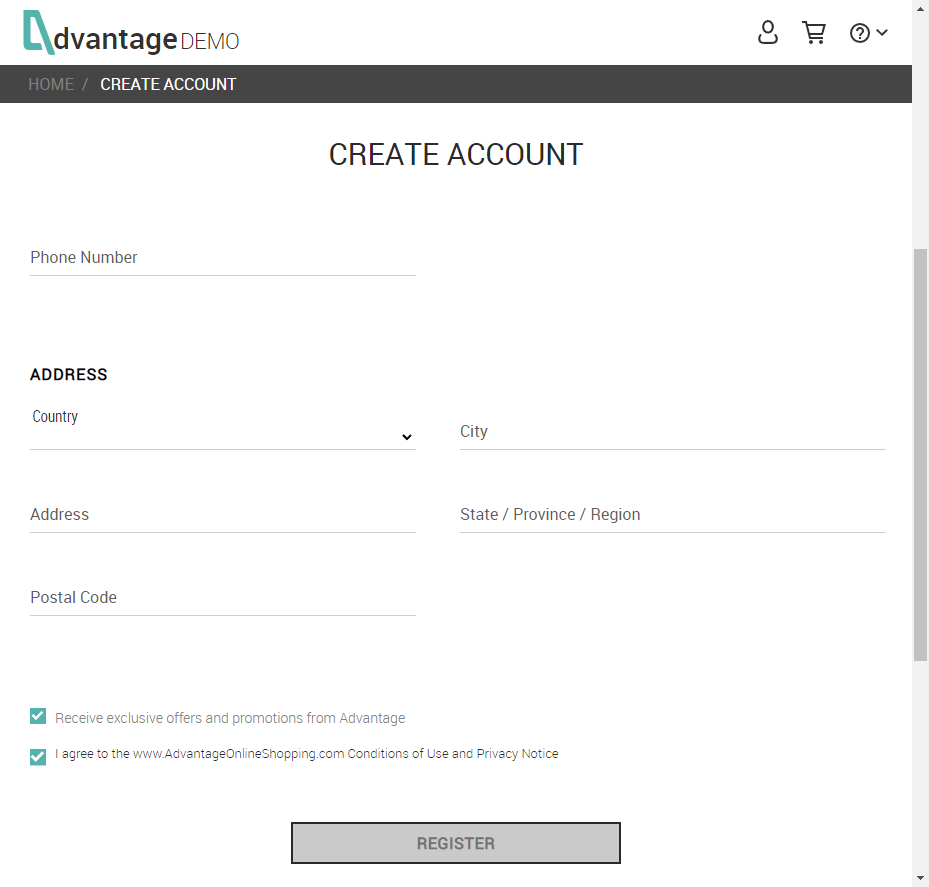 dvantage DEMO
HOME / CREATE ACCOUNT
CREATE ACCOUNT
Phone Number
ADDRESS
Country
City
Address
State / Province / Region
Postal Code
Receive exclusive offers and promotions from Advantage
I agree to the www.AdvantageOnlineShopping.com Conditions of Use and Privacy Notice
REGISTER